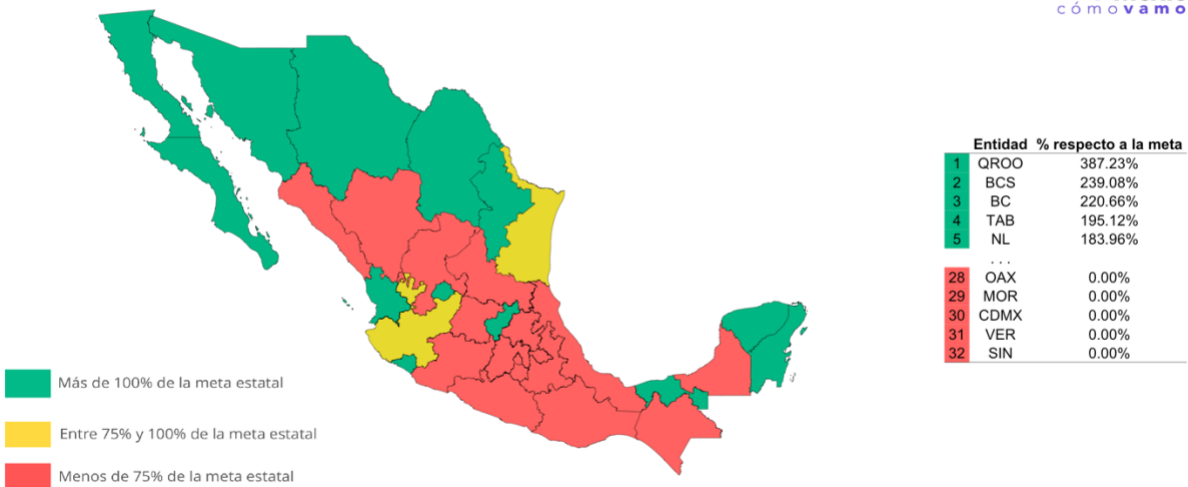 cómovamo
Entidad % respecto a la meta
1 QROO 387.23%
2 BCS 239.08%
3 BC 220.66%
4 TAB 195.12%
5 NL 183.96%
. . .
28 OAX 0.00%
29 MOR 0.00%
30 CDMX 0.00%
31 VER 0.00%
32 SIN 0.00%
Más de 100% de la meta estatal
Entre 75% y 100% de la meta estatal
Menos de 75% de la meta estatal